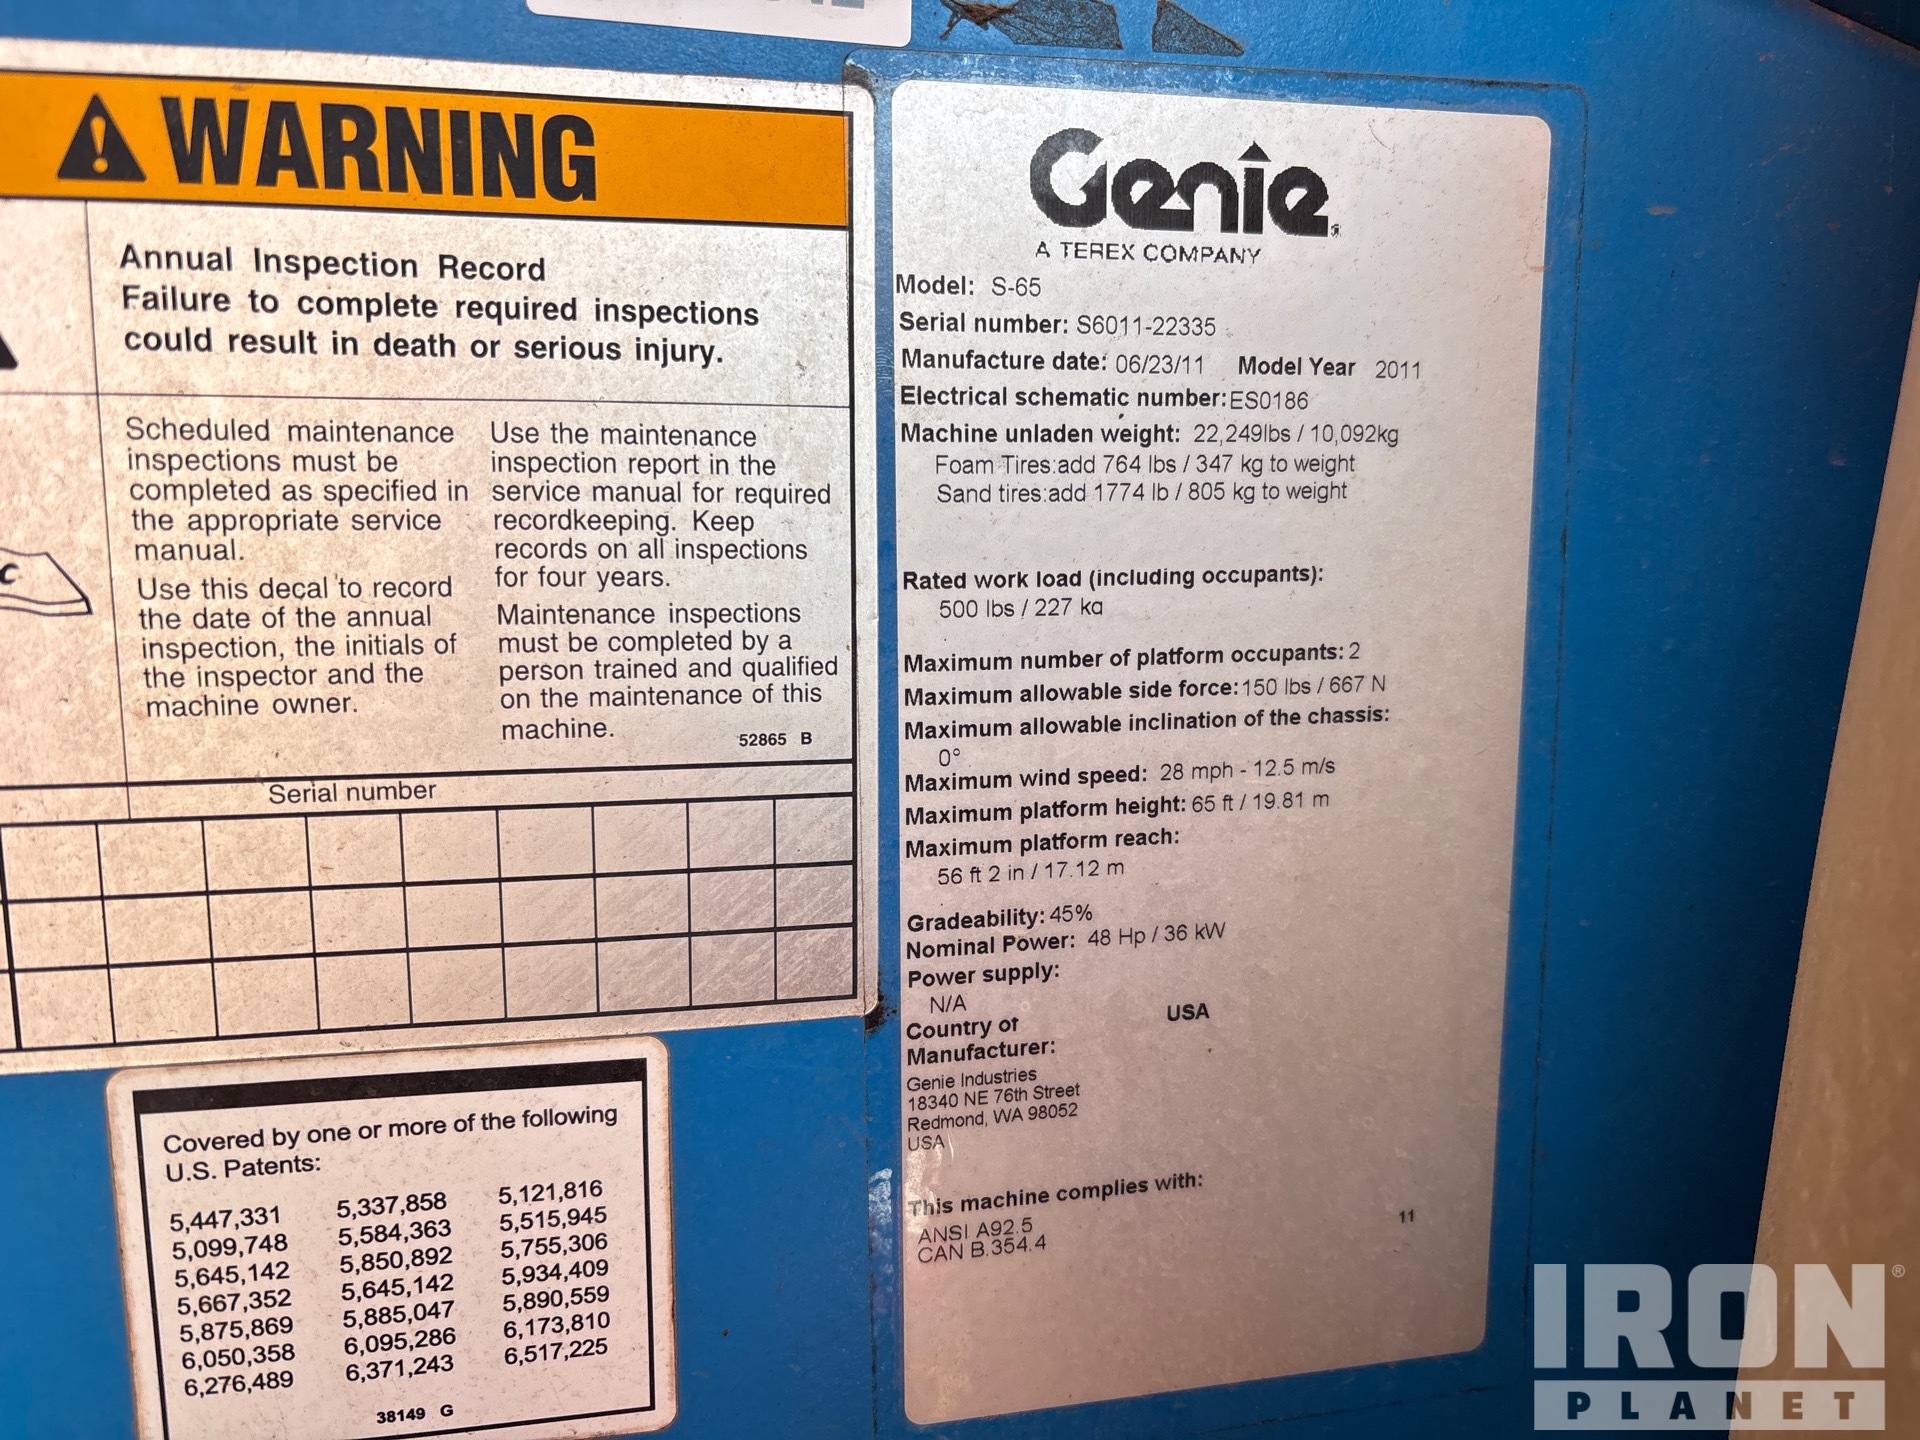 WARNING
Annual Inspection Record
Failure to complete required inspections
could result in death or serious injury.
Scheduled maintenance
inspections must be
completed as specified in
the appropriate service
manual.
Use this decal to record
the date of the annual
inspection, the initials of
the inspector and the
machine owner.
Use the maintenance
inspection report in the
service manual for required
recordkeeping. Keep
records on all inspections
for four years.
Maintenance inspections
must be completed by a
person trained and qualified
on the maintenance of this
machine.
52865 B
Serial number
Covered by one or more of the following
U.S. Patents:
5,447,331 5,337,858 5,121,816
5,099,748 5,584,363 5,515,945
5,645,142 5,850,892 5,755,306
5,667,352 5,645,142 5,934,409
5,875,869 5,885,047 5,890,559
6,050,358 6,095,286 6,173,810
6,276,489 6,371,243 6,517,225
38149 G
Genie
A TEREX COMPANY
Model: S-65
Serial number: S6011-22335
Manufacture date: 06/23/11 Model Year 2011
Electrical schematic number:ES0186
Machine unladen weight: 22,249lbs / 10,092kg
Foam Tires:add 764 lbs / 347 kg to weight
Sand tires:add 1774 lb / 805 kg to weight
Rated work load (including occupants):
500 lbs / 227 kg
Maximum number of platform occupants: 2
Maximum allowable side force:150 lbs / 667 N
Maximum allowable inclination of the chassis:
0°
Maximum wind speed: 28 mph - 12.5 m/s
Maximum platform height: 65 ft / 19.81 m
Maximum platform reach:
56 ft 2 in / 17.12 m
Gradeability: 45%
Nominal Power: 48 Hp / 36 kW
Power supply:
N/A
Country of USA
Manufacturer:
Genie Industries
18340 NE 76th Street
Redmond, WA 98052
USA
This machine complies with:
ANSI A92.5 11
CAN B.354.4
IRON ®
PLANET